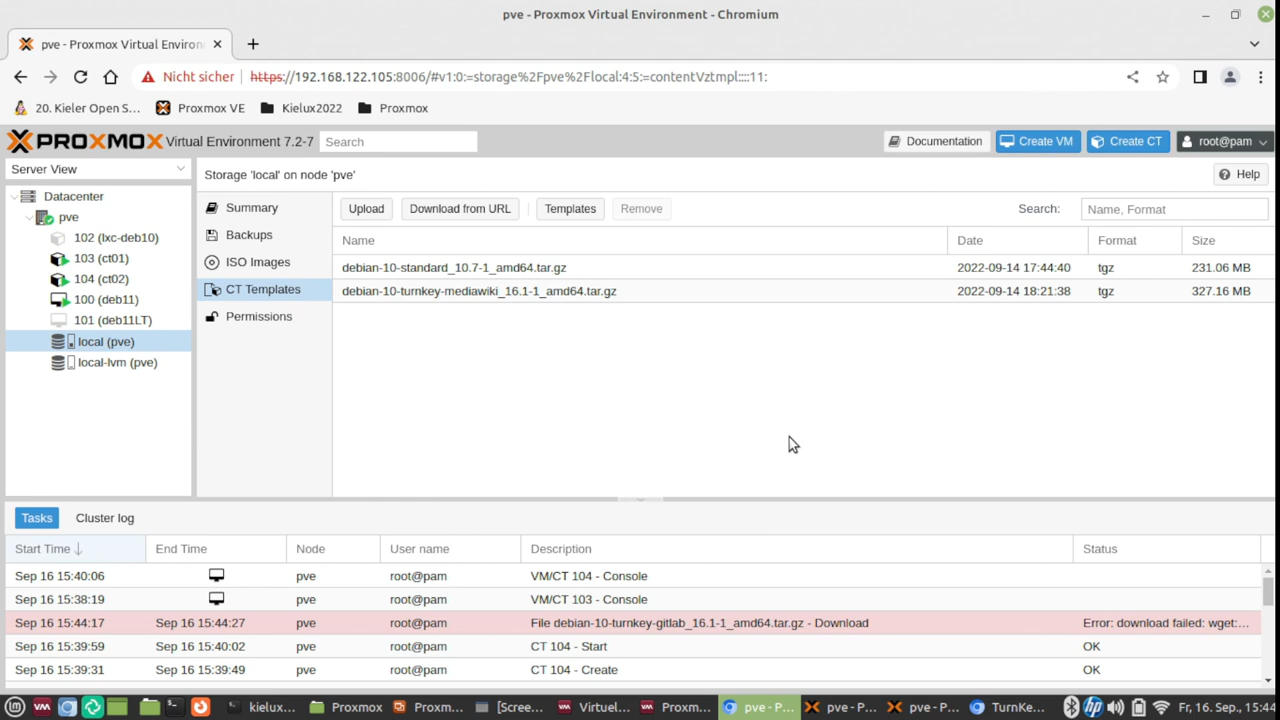 pve - Proxmox Virtual Environment - Chromium
pve - Proxmox Virtual Environ
Nicht sicher https://192.168.122.105:8006/#v1:0:=storage%2Fpve%2Flocal:4:5:=contentVztmpl::::11:
20. Kieler Open S... Proxmox VE Kielux2022 Proxmox
PROXMOX Virtual Environment 7.2-7 Search Documentation Create VM Create CT root@pam
Server View
Storage 'local' on node 'pve' Help
Datacenter
pve
102 (lxc-deb10)
103 (ct01)
104 (ct02)
100 (deb11)
101 (deb11LT)
local (pve)
local-lvm (pve)
Summary
Backups
ISO Images
CT Templates
Permissions
Upload Download from URL Templates Remove Search: Name, Format
Name Date Format Size
debian-10-standard_10.7-1_amd64.tar.gz 2022-09-14 17:44:40 tgz 231.06 MB
debian-10-turnkey-mediawiki_16.1-1_amd64.tar.gz 2022-09-14 18:21:38 tgz 327.16 MB
Tasks Cluster log
Start Time End Time Node User name Description Status
Sep 16 15:40:06 pve root@pam VM/CT 104 - Console
Sep 16 15:38:19 pve root@pam VM/CT 103 - Console
Sep 16 15:44:17 Sep 16 15:44:27 pve root@pam File debian-10-turnkey-gitlab_16.1-1_amd64.tar.gz - Download Error: download failed: wget:...
Sep 16 15:39:59 Sep 16 15:40:02 pve root@pam CT 104 - Start OK
Sep 16 15:39:31 Sep 16 15:39:49 pve root@pam CT 104 - Create OK
kielux... Proxmox Proxm... [Scree... Virtuel... Proxm... pve - P... pve - P... pve - P... TurnKe... hp Fr, 16. Sep., 15:44